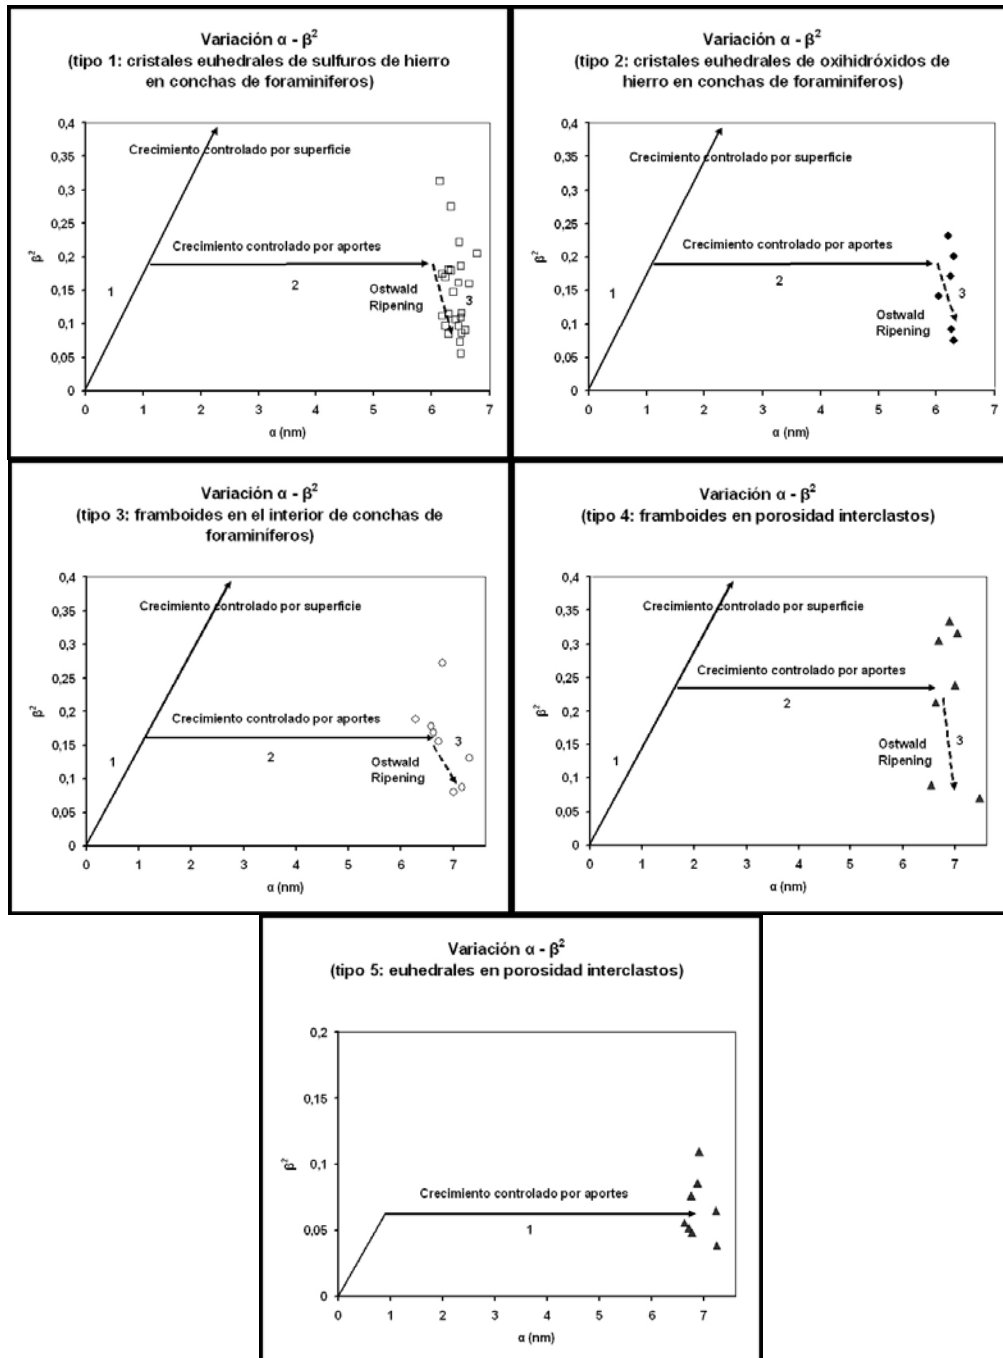 Variación α - β²
(tipo 1: cristales euhedrales de sulfuros de hierro
en conchas de foraminiferos)
0,4
0,35
0,3
0,25
0,2
0,15
0,1
0,05
0
β²
Crecimiento controlado por superficie
Crecimiento controlado por aportes
1
2
Ostwald
Ripening
3
0 1 2 3 4 5 6 7
α (nm)
Variación α - β²
(tipo 2: cristales euhedrales de oxihidróxidos de
hierro en conchas de foraminiferos)
0,4
0,35
0,3
0,25
0,2
0,15
0,1
0,05
0
β²
Crecimiento controlado por superficie
Crecimiento controlado por aportes
1
2
3
Ostwald
Ripening
0 1 2 3 4 5 6 7
α (nm)
Variación α - β²
(tipo 3: framboides en el interior de conchas de
foraminíferos)
0,4
0,35
0,3
0,25
0,2
0,15
0,1
0,05
0
β²
Crecimiento controlado por superficie
Crecimiento controlado por aportes
1
2
3
Ostwald
Ripening
0 1 2 3 4 5 6 7
α (nm)
Variación α - β²
(tipo 4: framboides en porosidad interclastos)
0,4
0,35
0,3
0,25
0,2
0,15
0,1
0,05
0
β²
Crecimiento controlado por superficie
Crecimiento controlado por aportes
1
2
3
Ostwald
Ripening
0 1 2 3 4 5 6 7
α (nm)
Variación α - β²
(tipo 5: euhedrales en porosidad interclastos)
0,2
0,15
0,1
0,05
0
β²
Crecimiento controlado por aportes
1
0 1 2 3 4 5 6 7
α (nm)